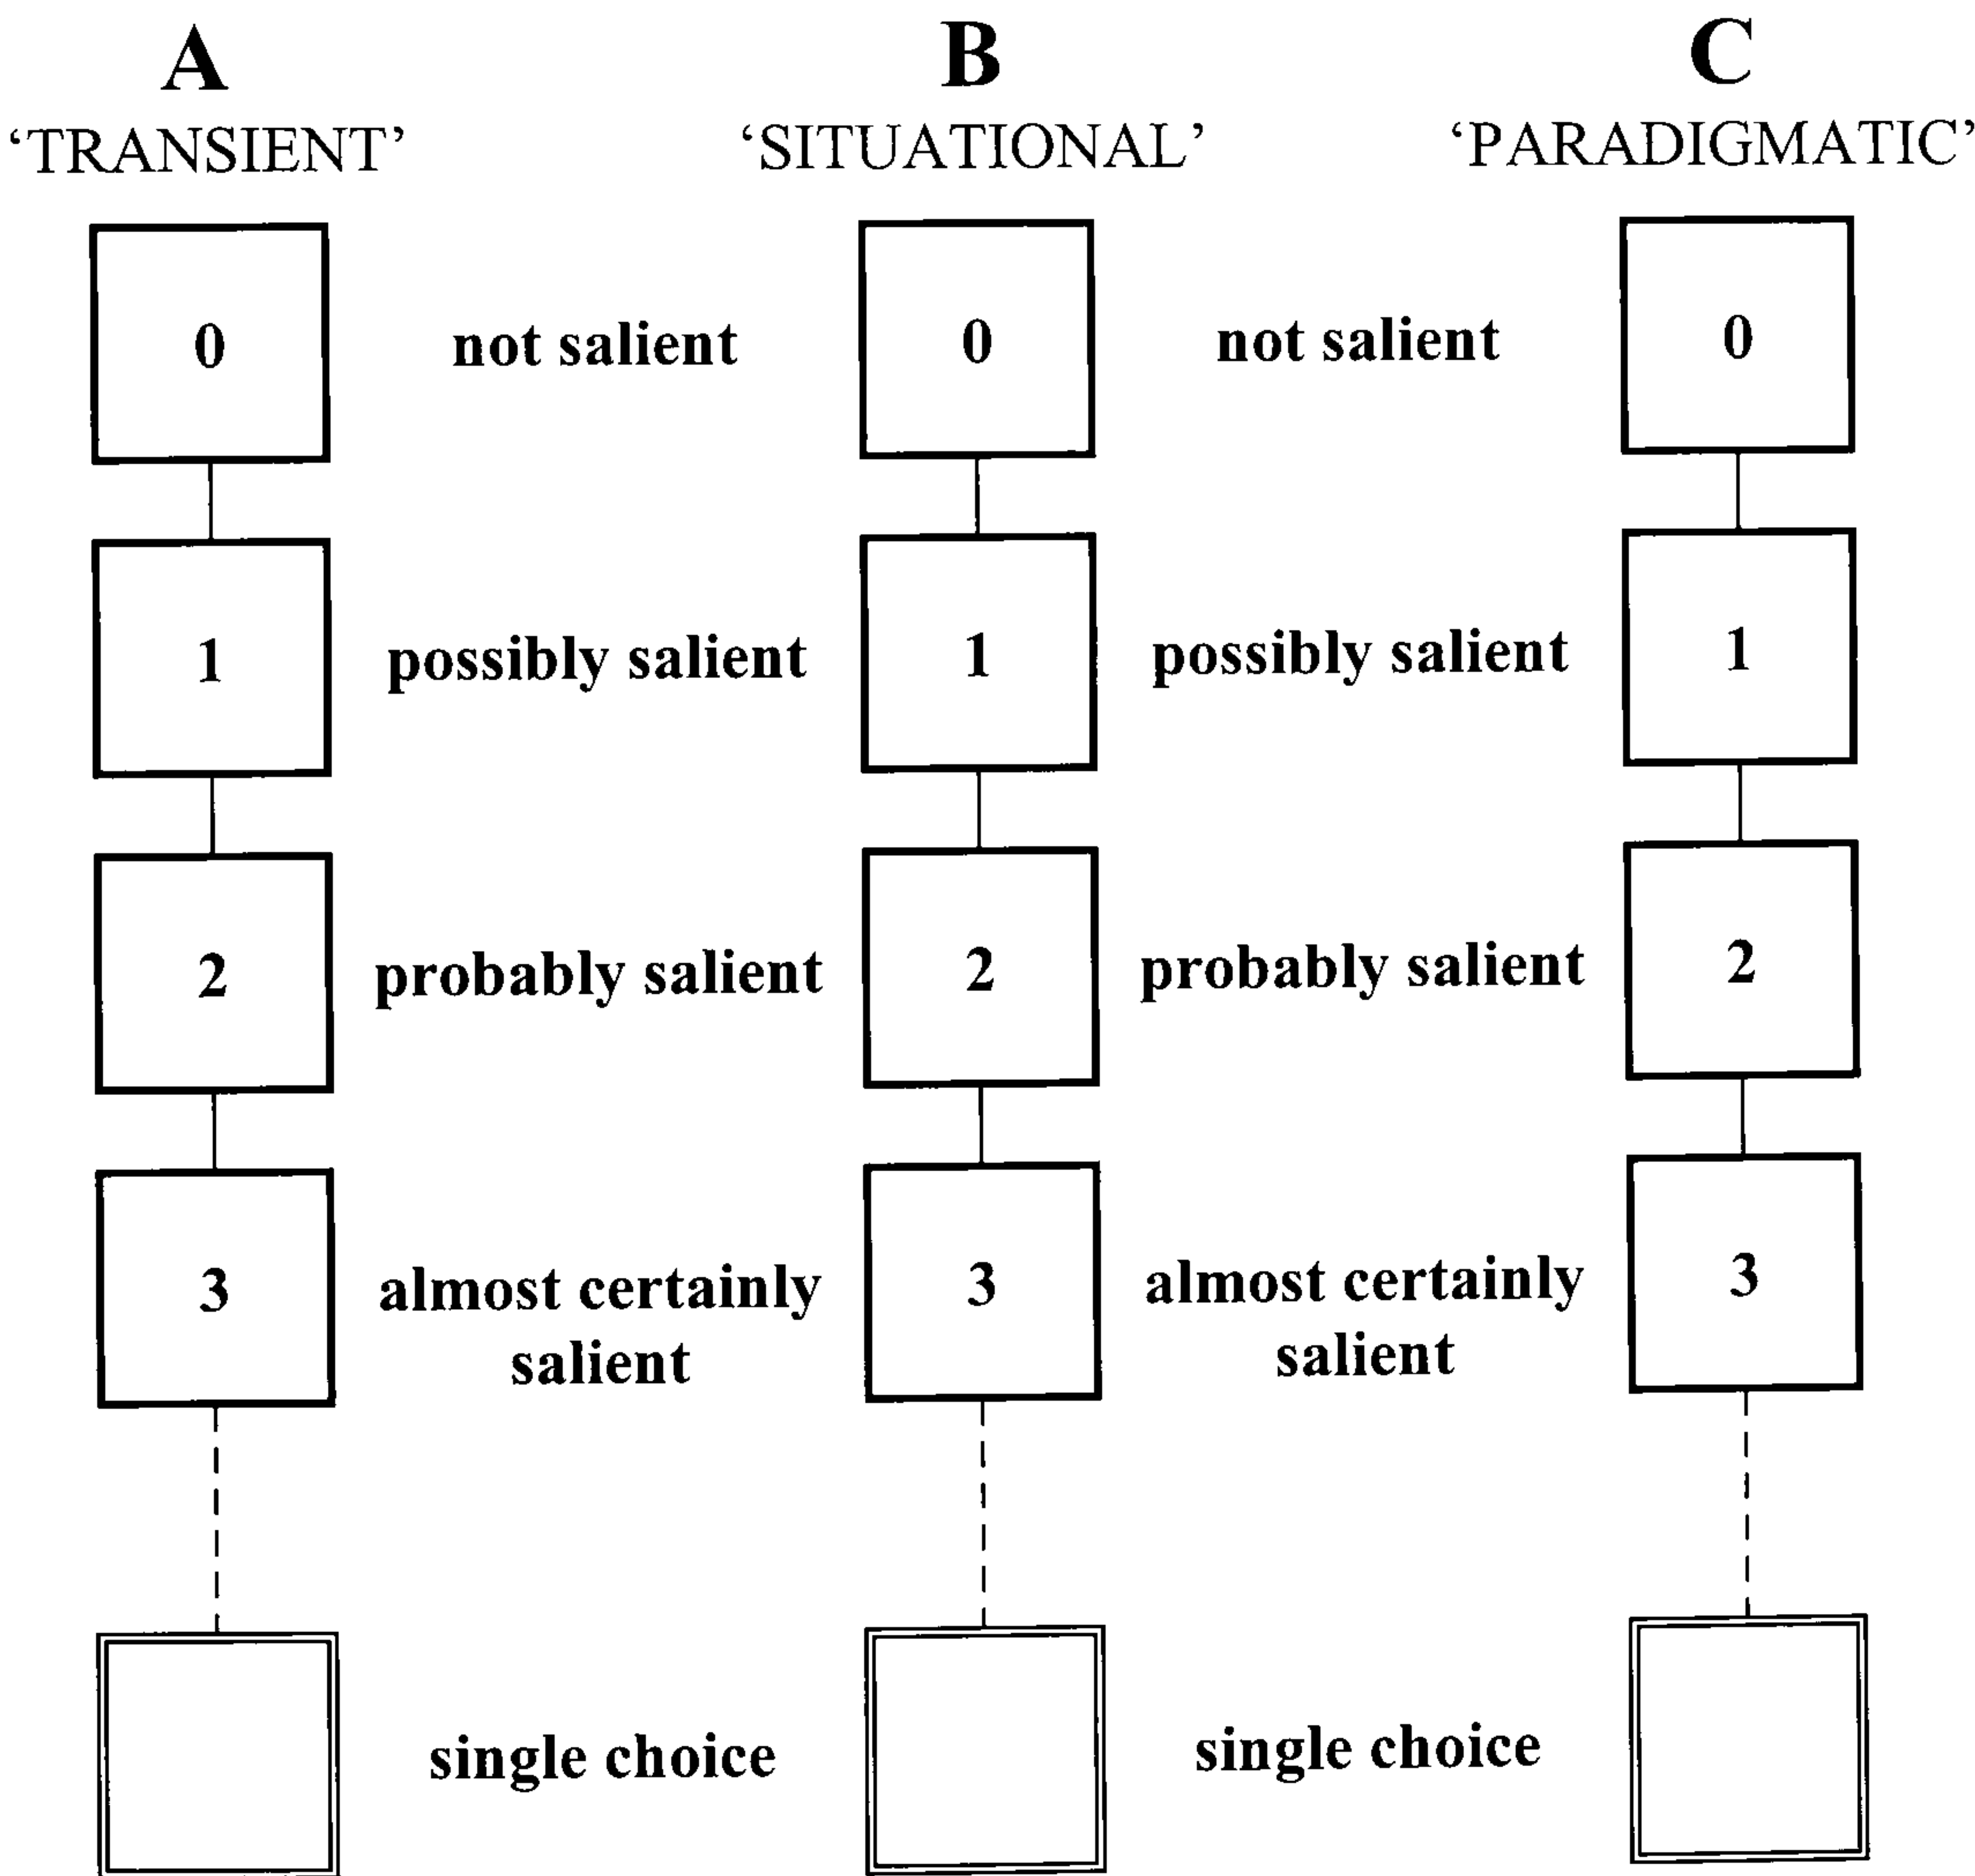 A B C
‘TRANSIENT’ ‘SITUATIONAL’ ‘PARADIGMATIC’
0 not salient 0 not salient 0
1 possibly salient 1 possibly salient 1
2 probably salient 2 probably salient 2
3 almost certainly 3 almost certainly 3
salient salient
single choice single choice